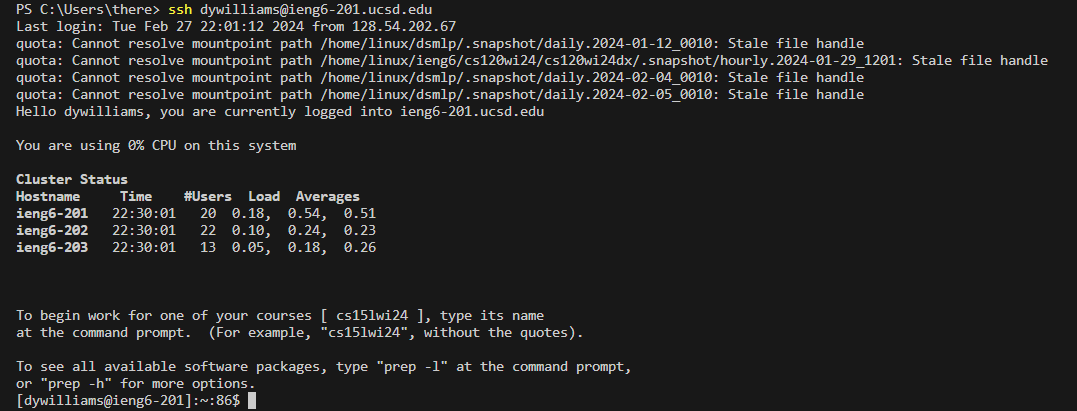 PS C:\Users\there> ssh dywilliams@ieng6-201.ucsd.edu
Last login: Tue Feb 27 22:01:12 2024 from 128.54.202.67
quota: Cannot resolve mountpoint path /home/linux/dsmlp/.snapshot/daily.2024-01-12_0010: Stale file handle
quota: Cannot resolve mountpoint path /home/linux/ieng6/cs120wi24/cs120wi24dx/.snapshot/hourly.2024-01-29_1201: Stale file handle
quota: Cannot resolve mountpoint path /home/linux/dsmlp/.snapshot/daily.2024-02-04_0010: Stale file handle
quota: Cannot resolve mountpoint path /home/linux/dsmlp/.snapshot/daily.2024-02-05_0010: Stale file handle
Hello dywilliams, you are currently logged into ieng6-201.ucsd.edu
You are using 0% CPU on this system
Cluster Status
Hostname     Time    #Users  Load  Averages
ieng6-201   22:30:01   20  0.18,  0.54,  0.51
ieng6-202   22:30:01   22  0.10,  0.24,  0.23
ieng6-203   22:30:01   13  0.05,  0.18,  0.26
To begin work for one of your courses [ cs15lwi24 ], type its name
at the command prompt.  (For example, "cs15lwi24", without the quotes).
To see all available software packages, type "prep -l" at the command prompt,
or "prep -h" for more options.
[dywilliams@ieng6-201]:~:86$